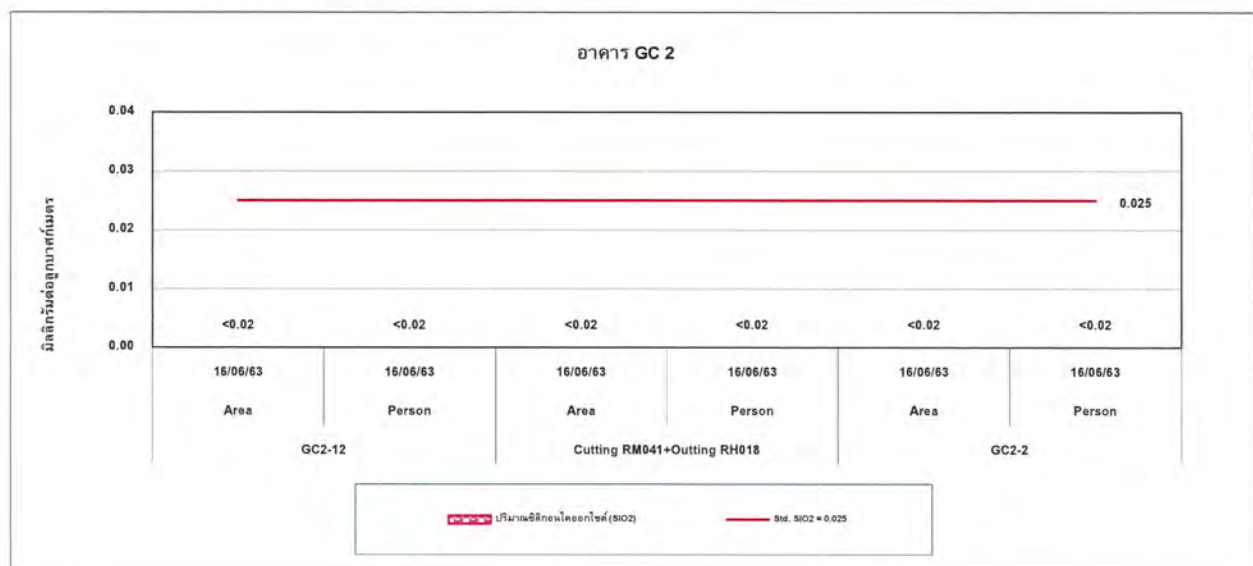 อาคาร GC 2
มิลลิกรัมต่อลูกบาศก์เมตร
0.04
0.03
0.02
0.01
0.00
0.025
<0.02 <0.02 <0.02 <0.02 <0.02 <0.02
16/06/63 16/06/63 16/06/63 16/06/63 16/06/63 16/06/63
Area Person Area Person Area Person
GC2-12 Cutting RM041+Outting RH018 GC2-2
ปริมาณซิลิกอนไดออกไซด์ (SiO2) Std. SiO2 = 0.025